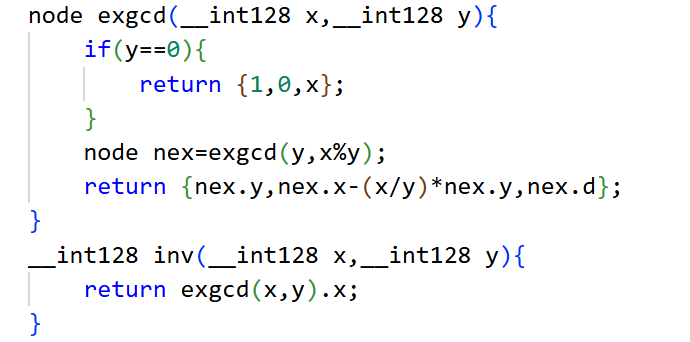 node exgcd(__int128 x,__int128 y){
    if(y==0){
        return {1,0,x};
    }
    node nex=exgcd(y,x%y);
    return {nex.y,nex.x-(x/y)*nex.y,nex.d};
}
__int128 inv(__int128 x,__int128 y){
    return exgcd(x,y).x;
}